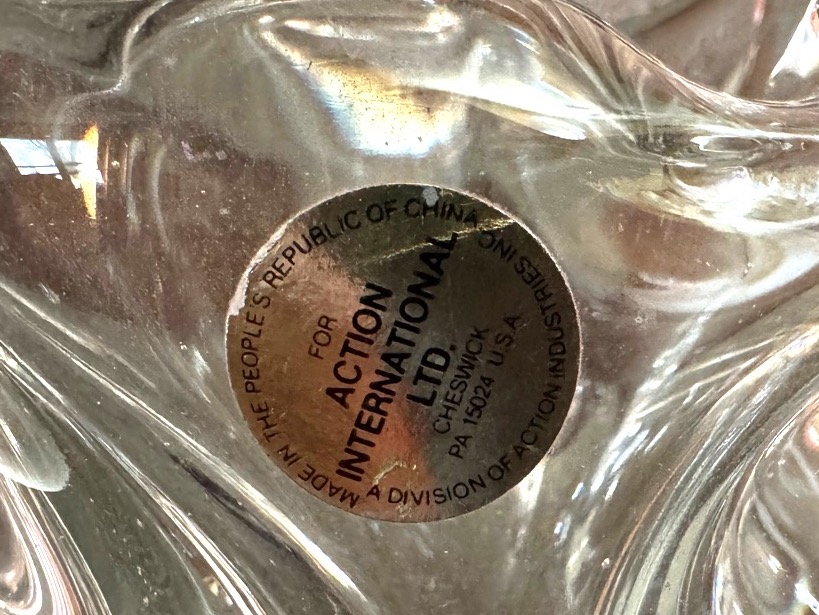 MADE IN THE PEOPLE'S REPUBLIC OF CHINA
FOR
ACTION
INTERNATIONAL
LTD.
CHESWICK
PA 15024 U.S.A
A DIVISION OF ACTION INDUSTRIES INC